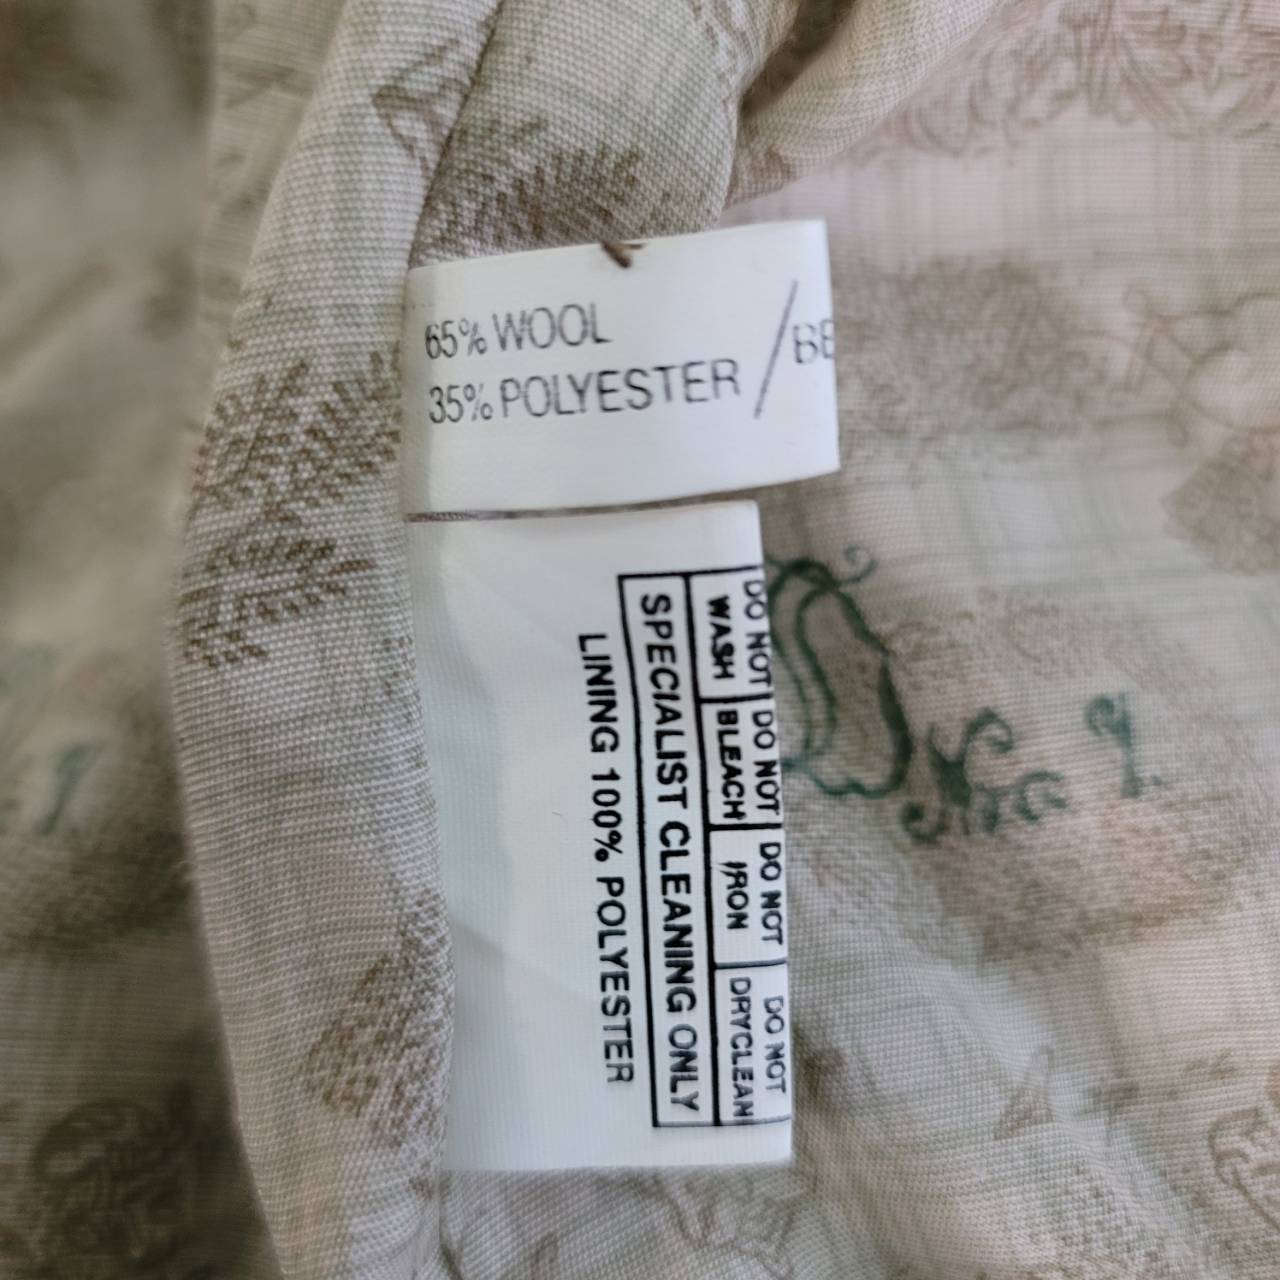 65% WOOL
35% POLYESTER / BE
DO NOT WASH
DO NOT BLEACH
DO NOT IRON
DO NOT DRYCLEAN
SPECIALIST CLEANING ONLY
LINING 100% POLYESTER